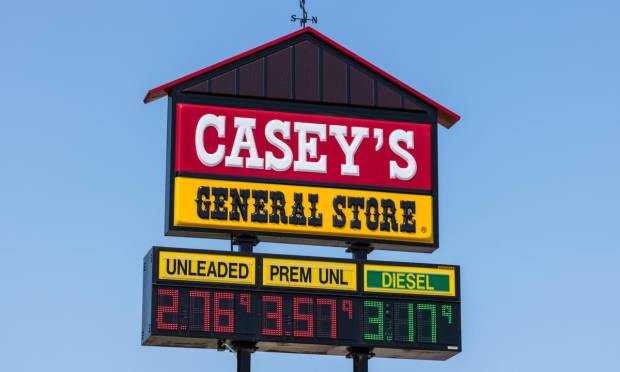 S N
CASEY'S
GENERAL STORE®
UNLEADED PREM UNL DIESEL
2.76⁹ 3.57⁹ 3.17⁹